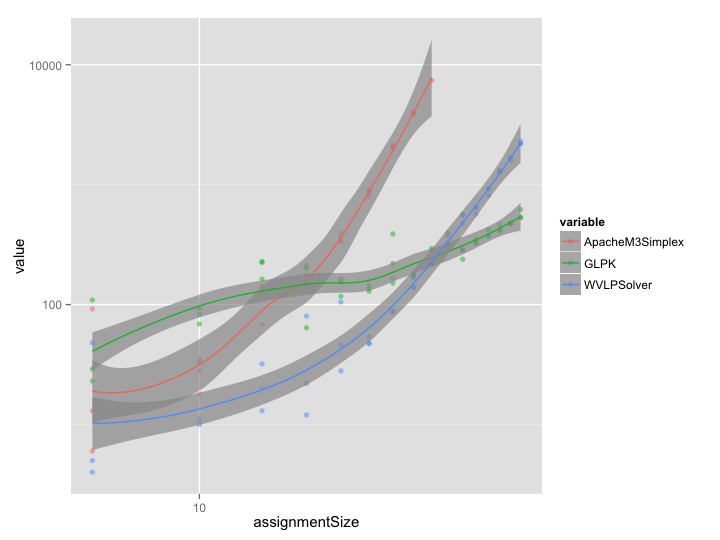 10000
100
value
10
assignmentSize
variable
ApacheM3Simplex
GLPK
WVLPSolver